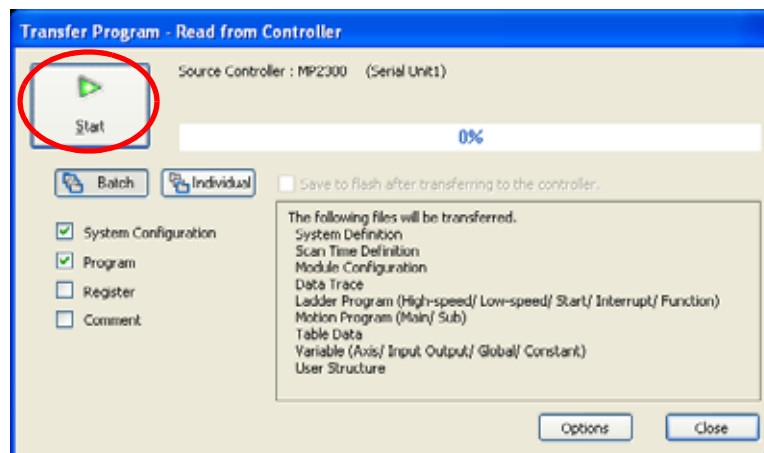 Transfer Program - Read from Controller
Source Controller : MP2300 (Serial Unit1)
Start
0%
Batch
Individual
Save to flash after transferring to the controller.
System Configuration
Program
Register
Comment
The following files will be transferred.
System Definition
Scan Time Definition
Module Configuration
Data Trace
Ladder Program (High-speed/ Low-speed/ Start/ Interrupt/ Function)
Motion Program (Main/ Sub)
Table Data
Variable (Axis/ Input Output/ Global/ Constant)
User Structure
Options
Close